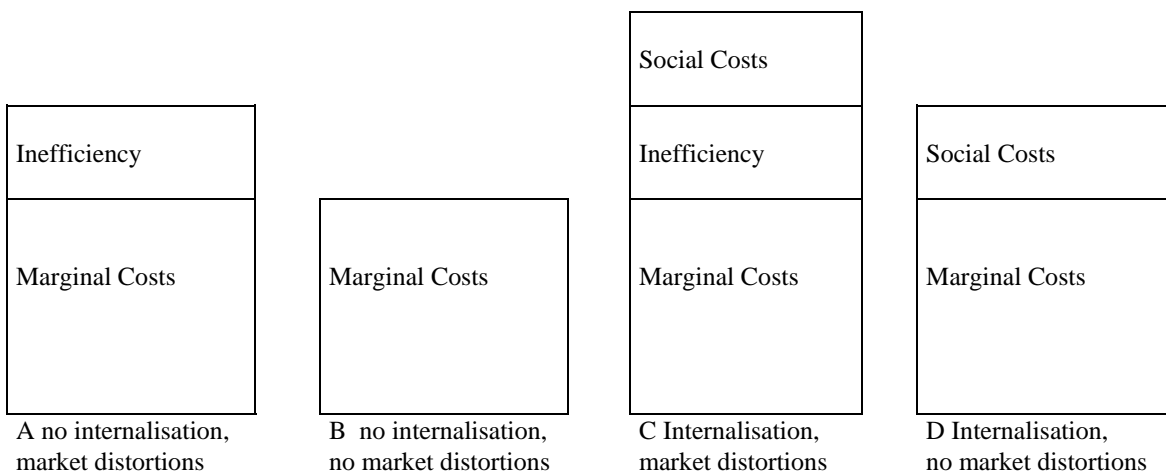 Social Costs
Inefficiency
Inefficiency
Social Costs
Marginal Costs
Marginal Costs
Marginal Costs
Marginal Costs
A no internalisation,
market distortions
B no internalisation,
no market distortions
C Internalisation,
market distortions
D Internalisation,
no market distortions